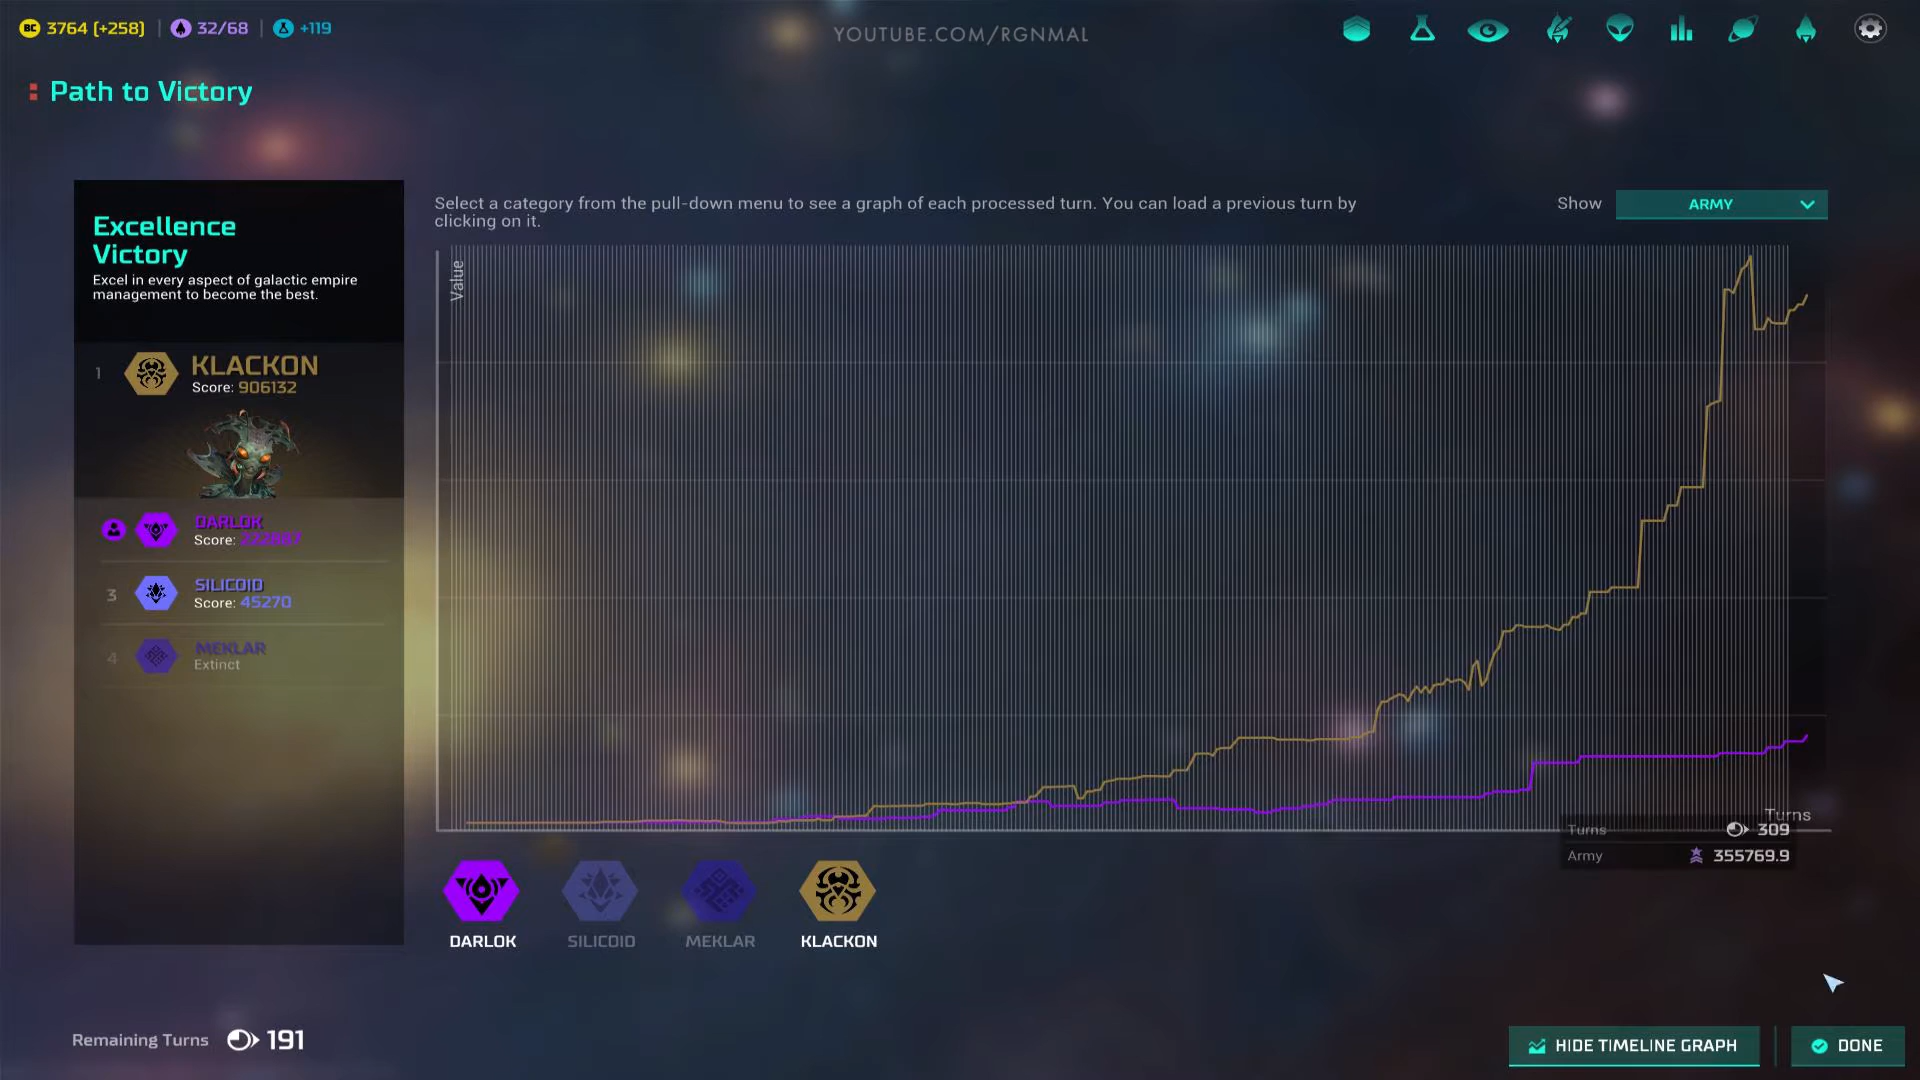 BC 3764 [+258] 32/68 +119
YOUTUBE.COM/RGNMAL
Path to Victory
Excellence
Victory
Excel in every aspect of galactic empire
management to become the best.
1 KLACKON
Score: 906132
DARLOK
Score: 222887
3 SILICOID
Score: 45270
4 MEKLAR
Extinct
Select a category from the pull-down menu to see a graph of each processed turn. You can load a previous turn by
clicking on it.
Show ARMY
Value
Turns
Turns 309
Army 355769.9
DARLOK SILICOID MEKLAR KLACKON
Remaining Turns 191
HIDE TIMELINE GRAPH DONE